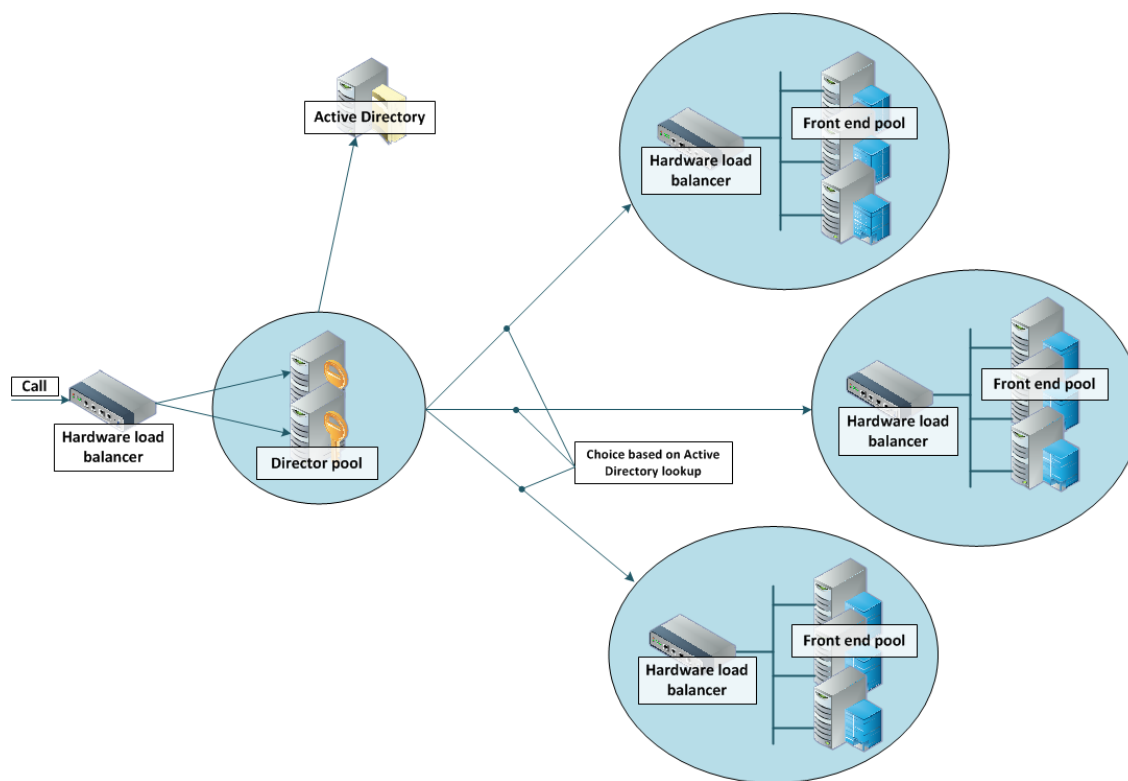 Active Directory
Front end pool
Hardware load
balancer
Front end pool
Hardware load
balancer
Call
Hardware load
balancer
Director pool
Choice based on Active
Directory lookup
Front end pool
Hardware load
balancer